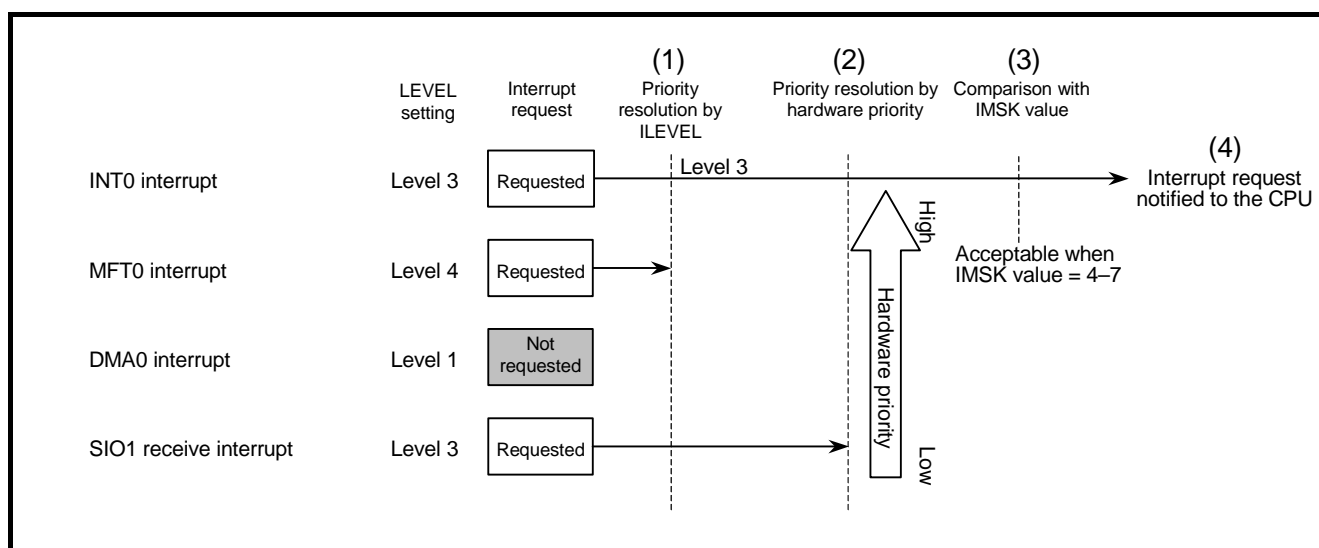 (1)
(2)
(3)
LEVEL
setting
Interrupt
request
Priority
resolution by
ILEVEL
Priority resolution by
hardware priority
Comparison with
IMSK value
(4)
INT0 interrupt
Level 3
Requested
Level 3
Interrupt request
notified to the CPU
High
MFT0 interrupt
Level 4
Requested
Acceptable when
IMSK value = 4–7
Hardware priority
DMA0 interrupt
Level 1
Not
requested
SIO1 receive interrupt
Level 3
Requested
Low